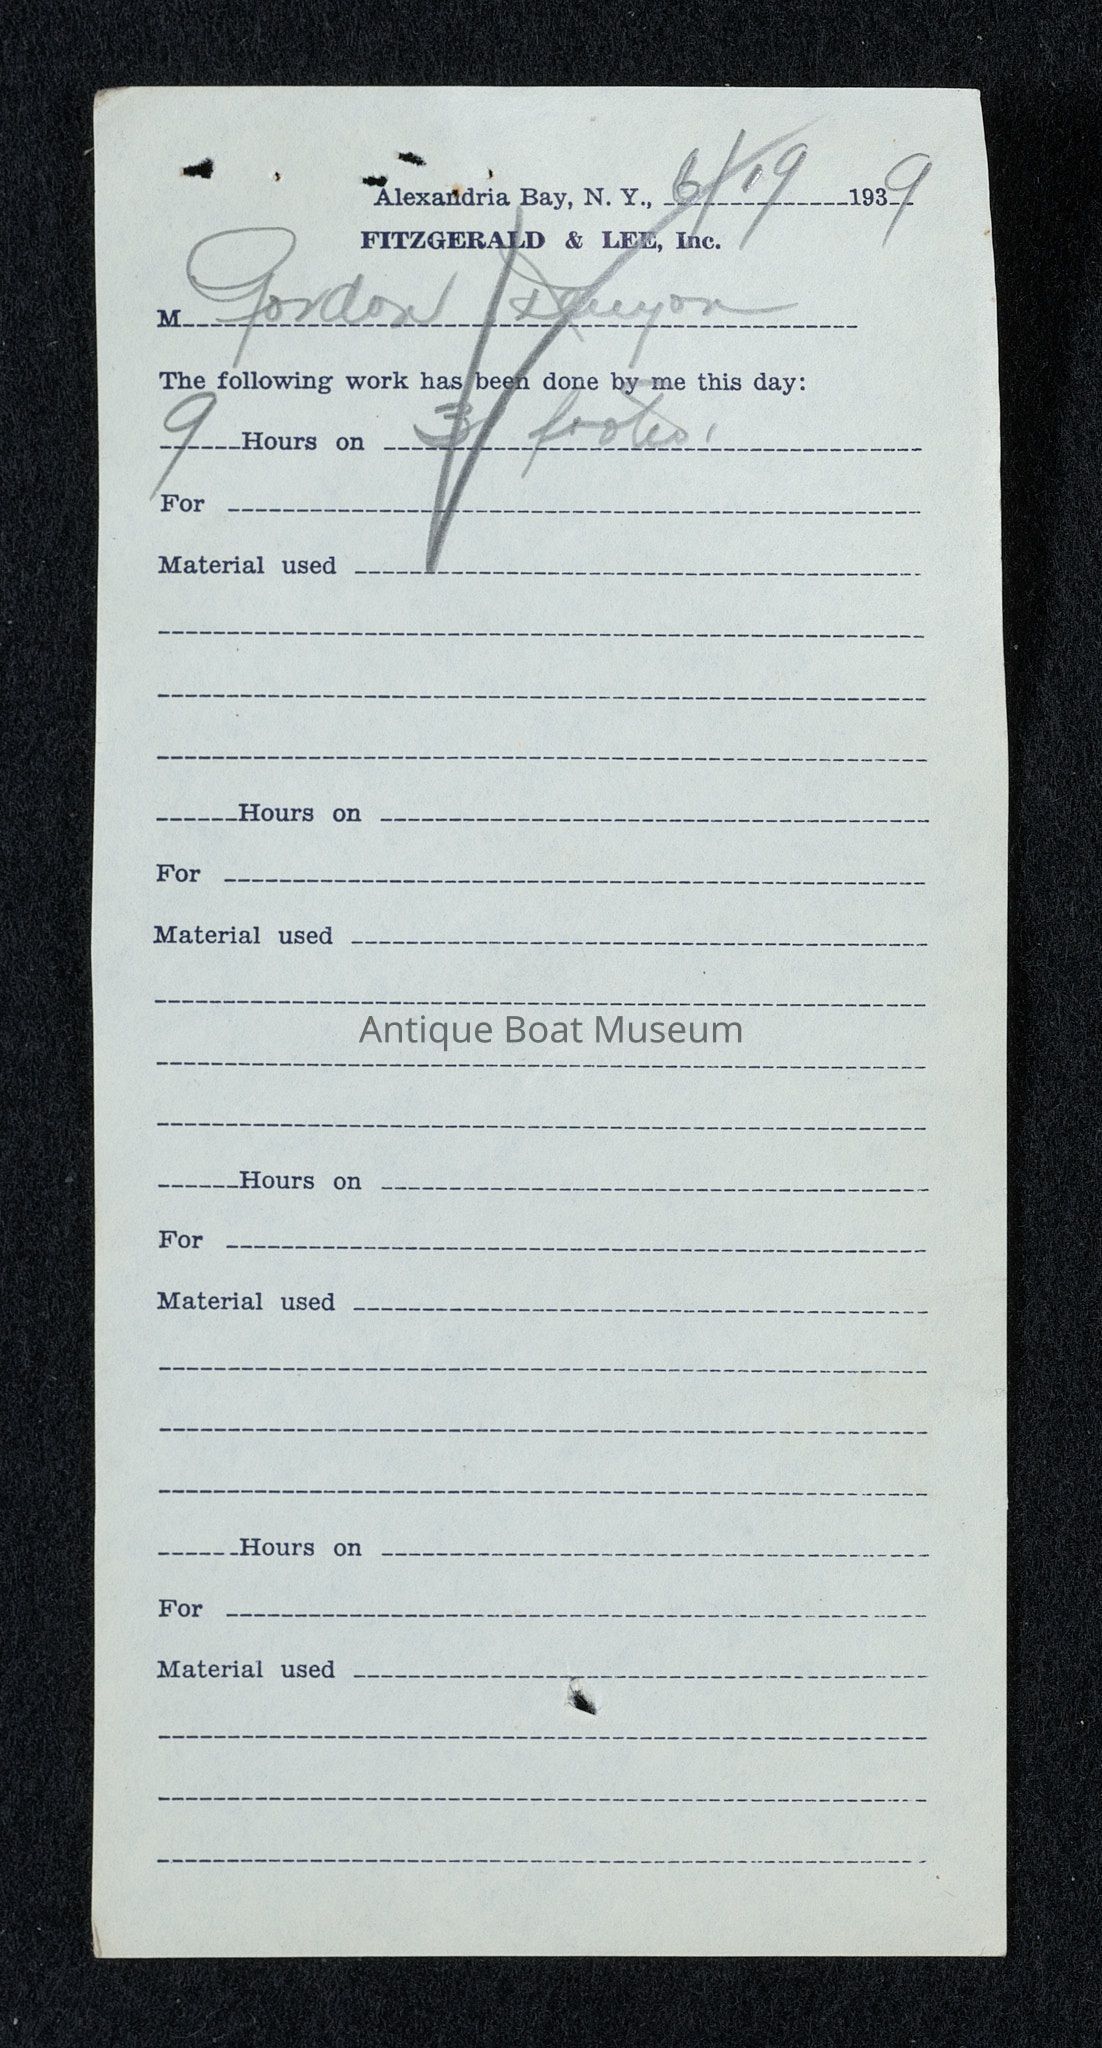 Alexandria Bay, N. Y., 6/19 1939
FITZGERALD & LEE, Inc.
M Gordon
The following work has been done by me this day:
9 Hours on 3
For
Material used
Hours on
For
Material used
Antique Boat Museum
Hours on
For
Material used
Hours on
For
Material used